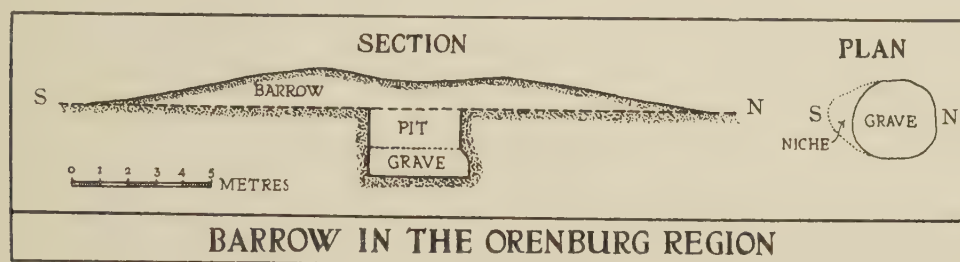 SECTION
PLAN
S
BARROW
N
PIT
GRAVE
0 1 2 3 4 5
METRES
S
GRAVE
N
NICHE
BARROW IN THE ORENBURG REGION